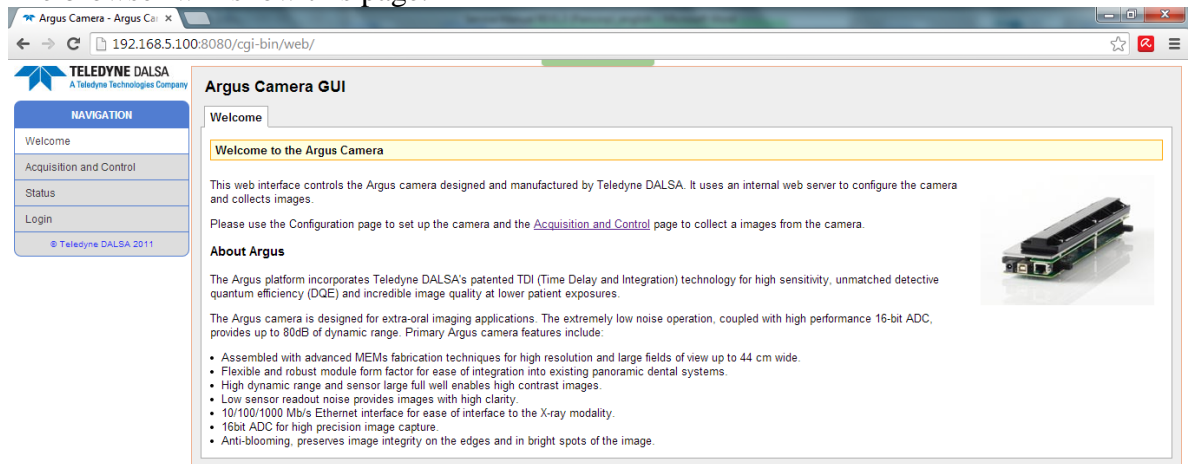 Argus Camera - Argus Ca
192.168.5.100:8080/cgi-bin/web/
TELEDYNE DALSA
A Teledyne Technologies Company
NAVIGATION
Welcome
Acquisition and Control
Status
Login
© Teledyne DALSA 2011
Argus Camera GUI
Welcome
Welcome to the Argus Camera
This web interface controls the Argus camera designed and manufactured by Teledyne DALSA. It uses an internal web server to configure the camera
and collects images.
Please use the Configuration page to set up the camera and the Acquisition and Control page to collect a images from the camera.
About Argus
The Argus platform incorporates Teledyne DALSA's patented TDI (Time Delay and Integration) technology for high sensitivity, unmatched detective
quantum efficiency (DQE) and incredible image quality at lower patient exposures.
The Argus camera is designed for extra-oral imaging applications. The extremely low noise operation, coupled with high performance 16-bit ADC,
provides up to 80dB of dynamic range. Primary Argus camera features include:
• Assembled with advanced MEMs fabrication techniques for high resolution and large fields of view up to 44 cm wide.
• Flexible and robust module form factor for ease of integration into existing panoramic dental systems.
• High dynamic range and sensor large full well enables high contrast images.
• Low sensor readout noise provides images with high clarity.
• 10/100/1000 Mb/s Ethernet interface for ease of interface to the X-ray modality.
• 16bit ADC for high precision image capture.
• Anti-blooming, preserves image integrity on the edges and in bright spots of the image.